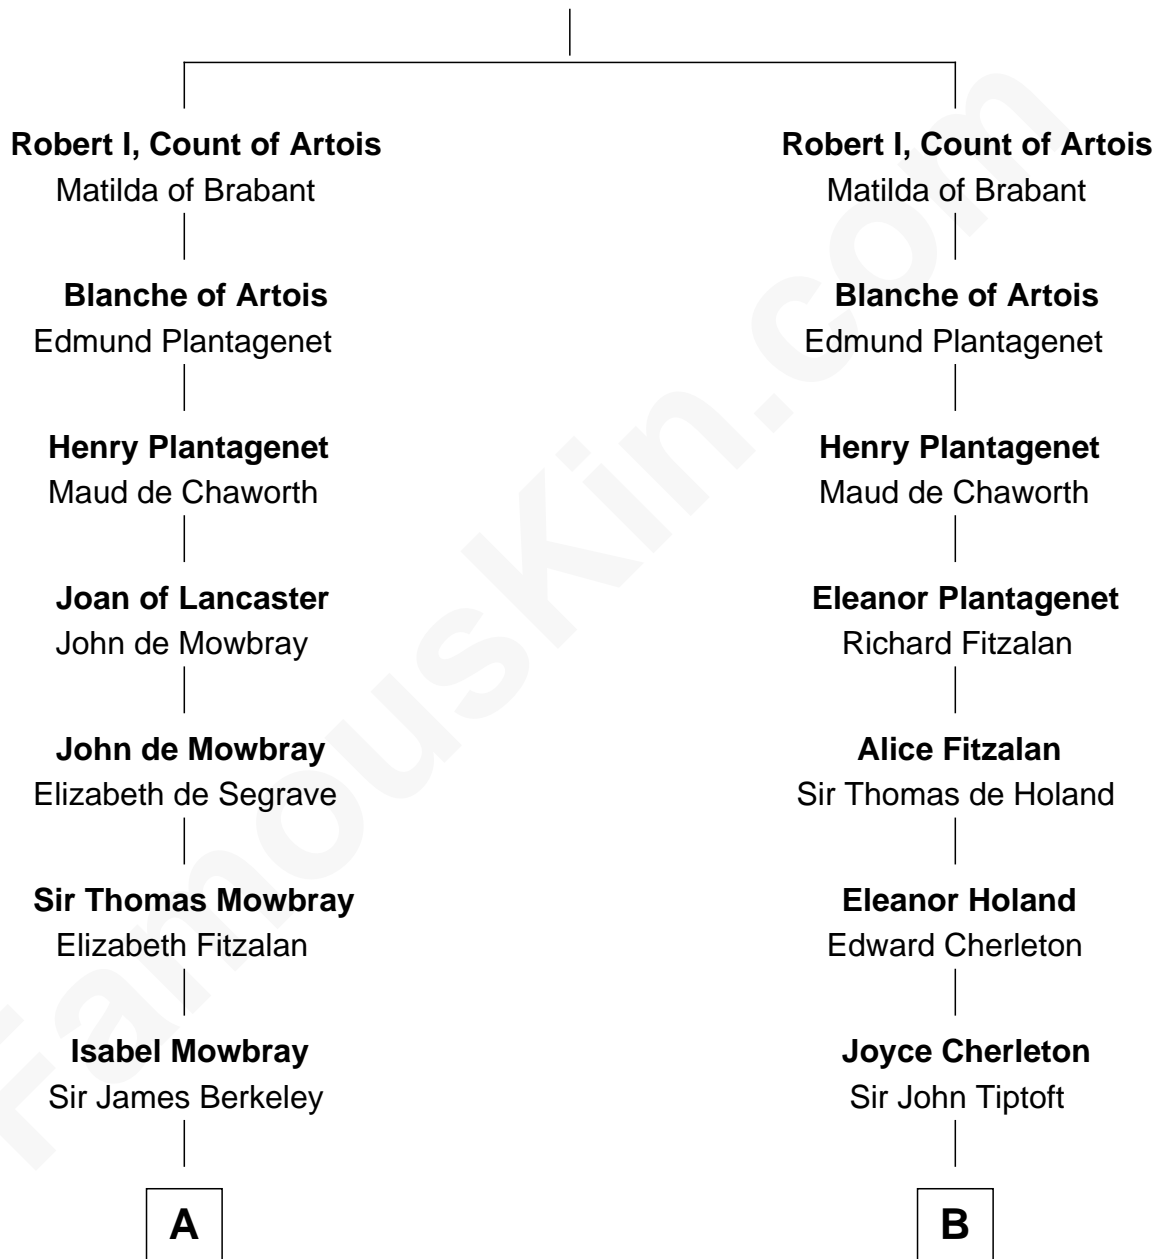 Robert I, Count of Artois
Matilda of Brabant
Blanche of Artois
Edmund Plantagenet
Henry Plantagenet
Maud de Chaworth
Joan of Lancaster
John de Mowbray
John de Mowbray
Elizabeth de Segrave
Sir Thomas Mowbray
Elizabeth Fitzalan
Isabel Mowbray
Sir James Berkeley
A
Robert I, Count of Artois
Matilda of Brabant
Blanche of Artois
Edmund Plantagenet
Henry Plantagenet
Maud de Chaworth
Eleanor Plantagenet
Richard Fitzalan
Alice Fitzalan
Sir Thomas de Holand
Eleanor Holand
Edward Cherleton
Joyce Cherleton
Sir John Tiptoft
B
FamousKin.com